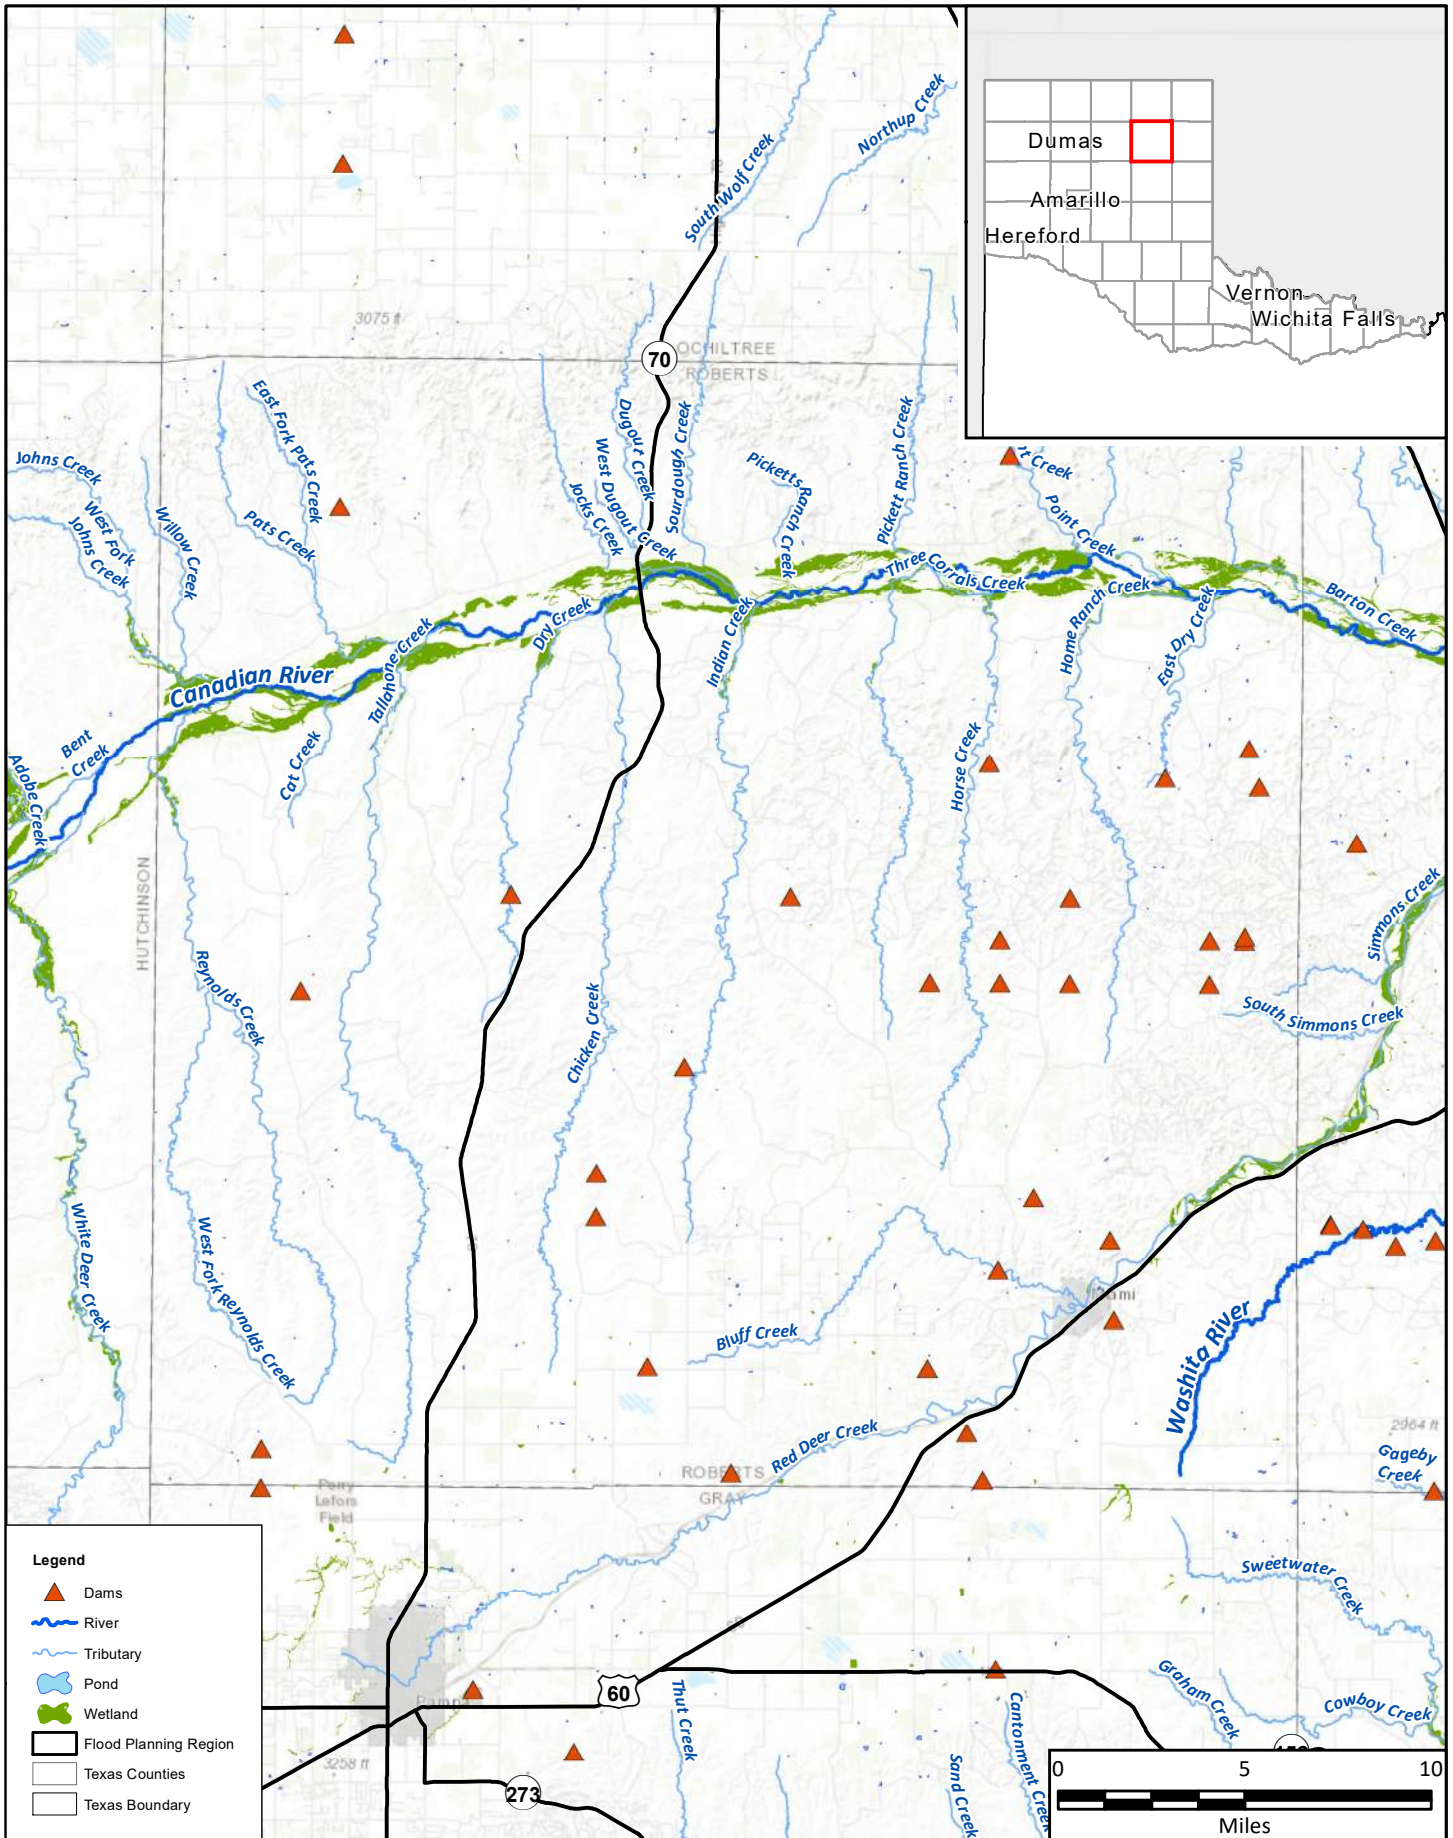 South Wolf Creek
Northup Creek
Dumas
Amarillo
Hereford
Vernon
Wichita Falls
3075 ft
70
OCHILTREE
ROBERTS
East Fork Pats Creek
Johns Creek
West Fork
Johns Creek
Willow Creek
Pats Creek
Jocks Creek
West Dugout Creek
Dugout Creek
Sourdough Creek
Picketts Ranch Creek
Pickett Ranch Creek
Creek
Point Creek
Three Corrals Creek
Home Ranch Creek
East Dry Creek
Barton Creek
Canadian River
Tallahone Creek
Dry Creek
Indian Creek
Bent
Creek
Adobe Creek
Cat Creek
Horse Creek
HUTCHINSON
Reynolds Creek
Chicken Creek
Simmons Creek
South Simmons Creek
White Deer Creek
West Fork Reynolds Creek
Bluff Creek
Miami
Washita River
Red Deer Creek
2964 ft
Gageby
Creek
ROBERTS
GRAY
Lefors
Field
Sweetwater Creek
Graham Creek
Cowboy Creek
Pampa
60
Thut Creek
Sand Creek
Cantonment Creek
3258 ft
273
Legend
Dams
River
Tributary
Pond
Wetland
Flood Planning Region
Texas Counties
Texas Boundary
0 5 10
Miles